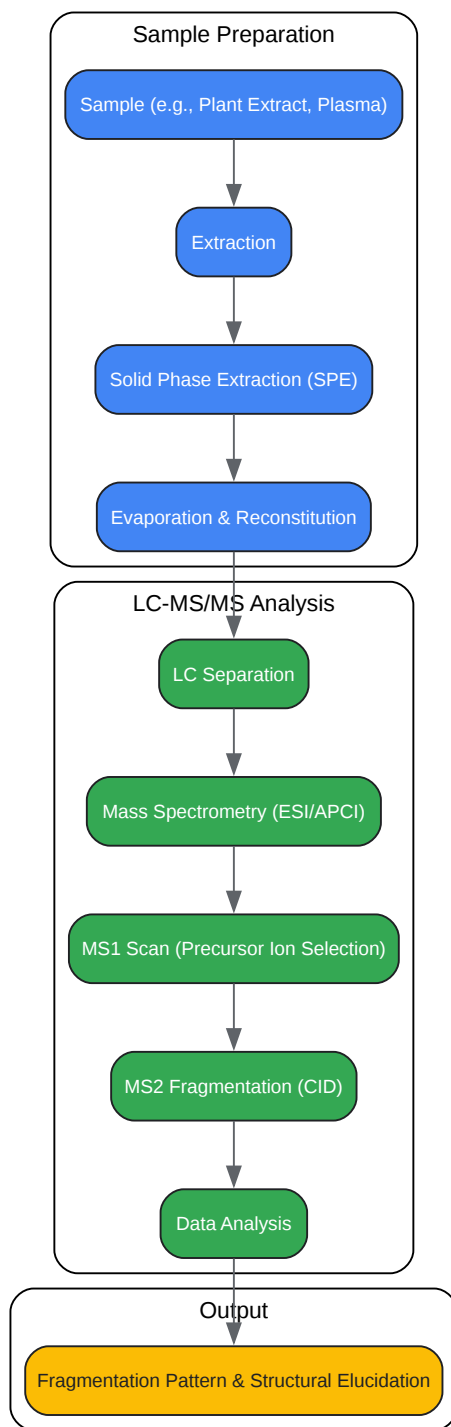 Sample Preparation
Sample (e.g., Plant Extract, Plasma)
Extraction
Solid Phase Extraction (SPE)
Evaporation & Reconstitution
LC-MS/MS Analysis
LC Separation
Mass Spectrometry (ESI/APCI)
MS1 Scan (Precursor Ion Selection)
MS2 Fragmentation (CID)
Data Analysis
Output
Fragmentation Pattern & Structural Elucidation